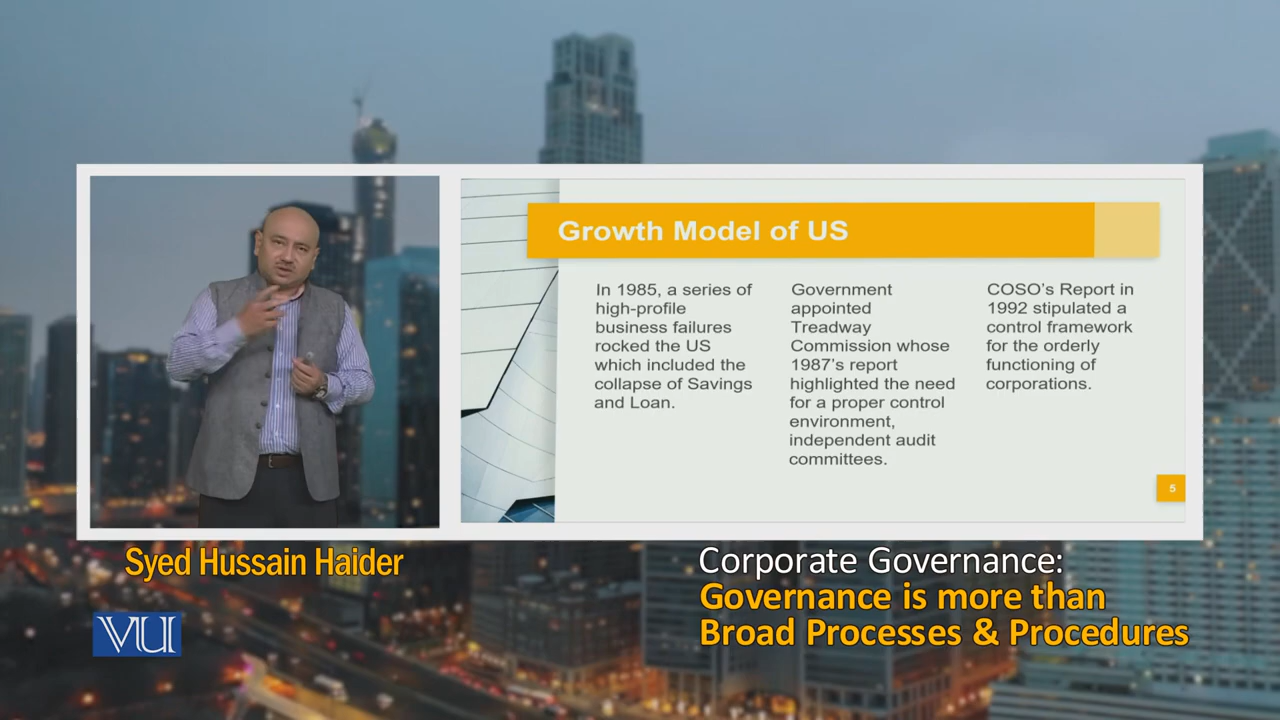 Growth Model of US
In 1985, a series of
high-profile
business failures
rocked the US
which included the
collapse of Savings
and Loan.
Government
appointed
Treadway
Commission whose
1987's report
highlighted the need
for a proper control
environment,
independent audit
committees.
COSO's Report in
1992 stipulated a
control framework
for the orderly
functioning of
corporations.
5
Syed Hussain Haider
VU
Corporate Governance:
Governance is more than
Broad Processes & Procedures